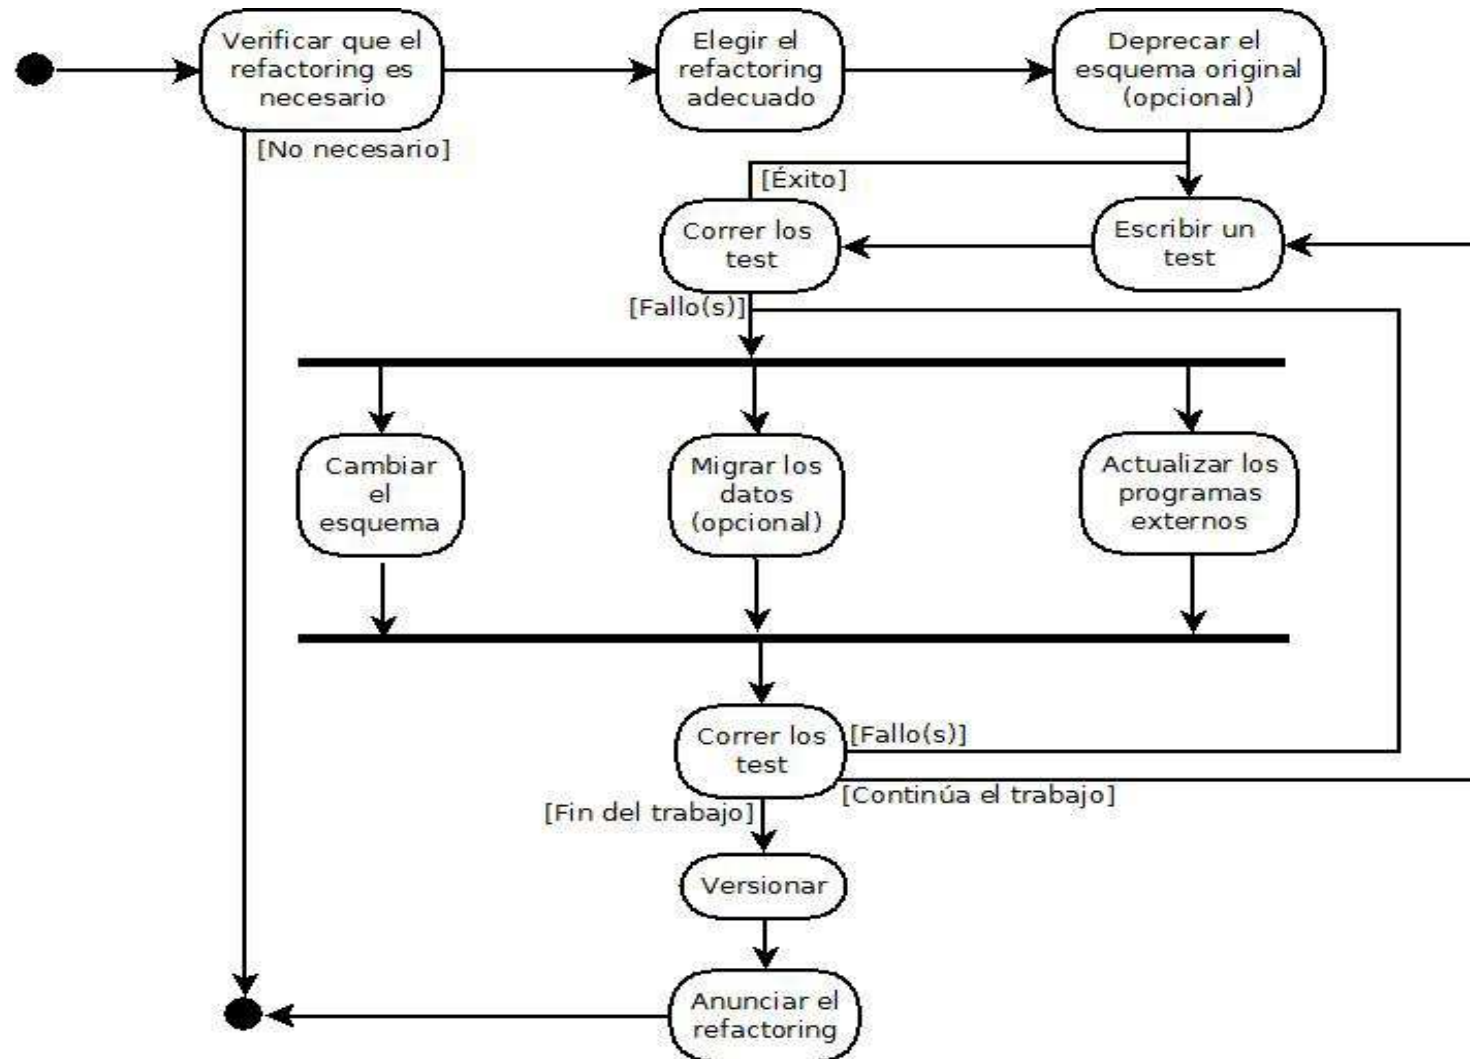 Verificar que el
refactoring es
necesario
Elegir el
refactoring
adecuado
Deprecar el
esquema original
(opcional)
[No necesario]
[Éxito]
Correr los
test
Escribir un
test
[Fallo(s)]
Cambiar
el
esquema
Migrar los
datos
(opcional)
Actualizar los
programas
externos
Correr los
test
[Fallo(s)]
[Continúa el trabajo]
[Fin del trabajo]
Versionar
Anunciar el
refactoring